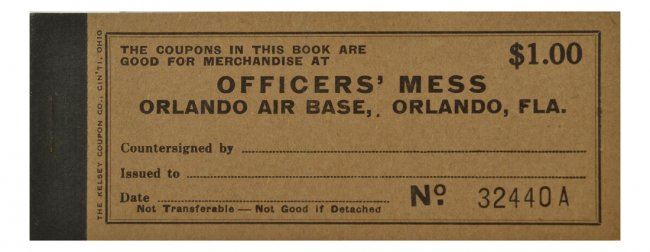 THE COUPONS IN THIS BOOK ARE
GOOD FOR MERCHANDISE AT
$1.00
OFFICERS' MESS
ORLANDO AIR BASE, ORLANDO, FLA.
Countersigned by
Issued to
Date
Not Transferable — Not Good if Detached
Nº 32440A
THE KELSEY COUPON CO., CIN'TI, OHIO